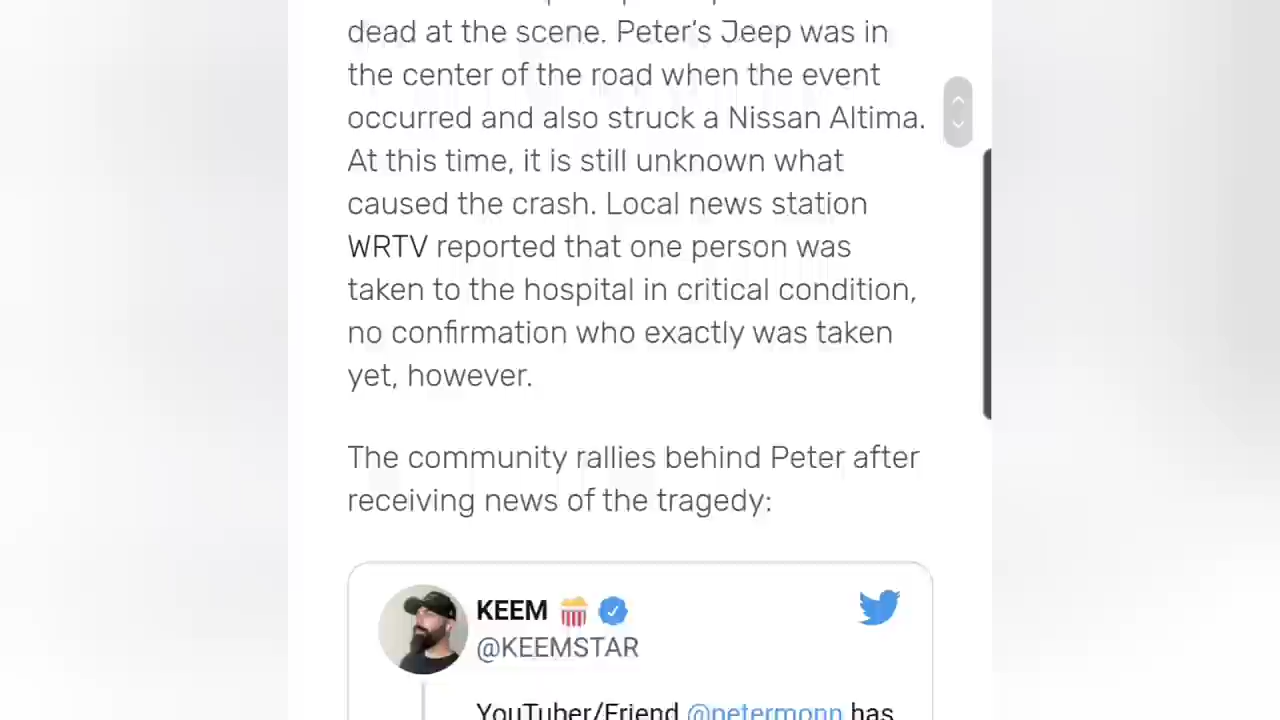 dead at the scene. Peter's Jeep was in
the center of the road when the event
occurred and also struck a Nissan Altima.
At this time, it is still unknown what
caused the crash. Local news station
WRTV reported that one person was
taken to the hospital in critical condition,
no confirmation who exactly was taken
yet, however.
The community rallies behind Peter after
receiving news of the tragedy:
KEEM
@KEEMSTAR
YouTuber/Friend @petermonn has